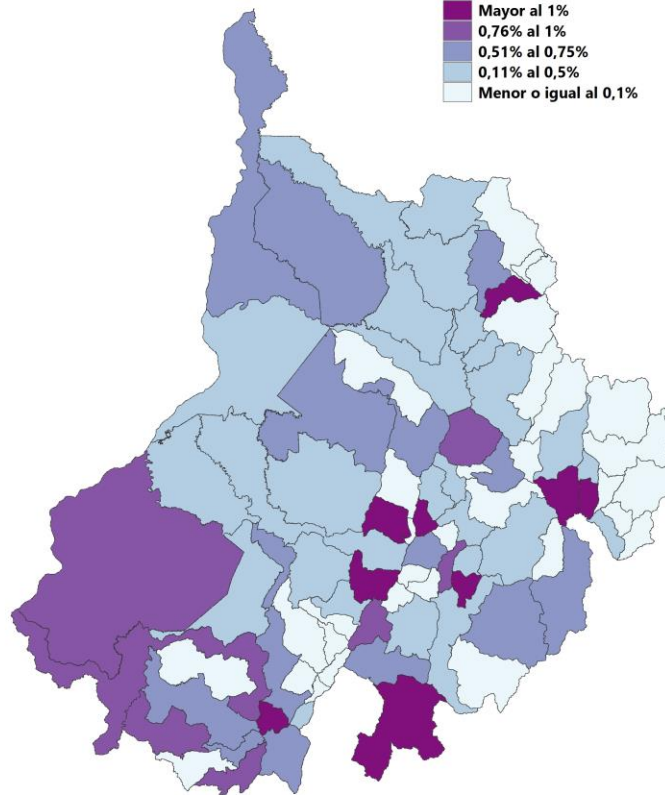 Mayor al 1%
0,76% al 1%
0,51% al 0,75%
0,11% al 0,5%
Menor o igual al 0,1%